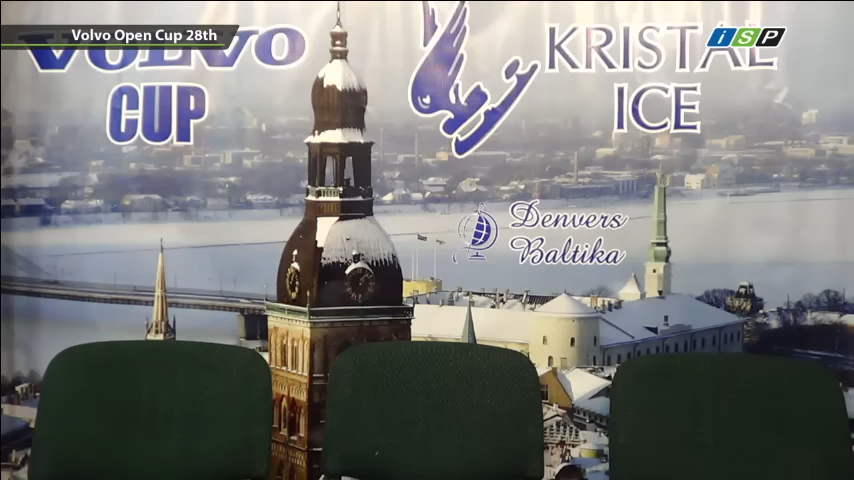 Volvo Open Cup 28th
iSP
VOLVO
CUP
KRISTAL
ICE
Denvers
Baltika